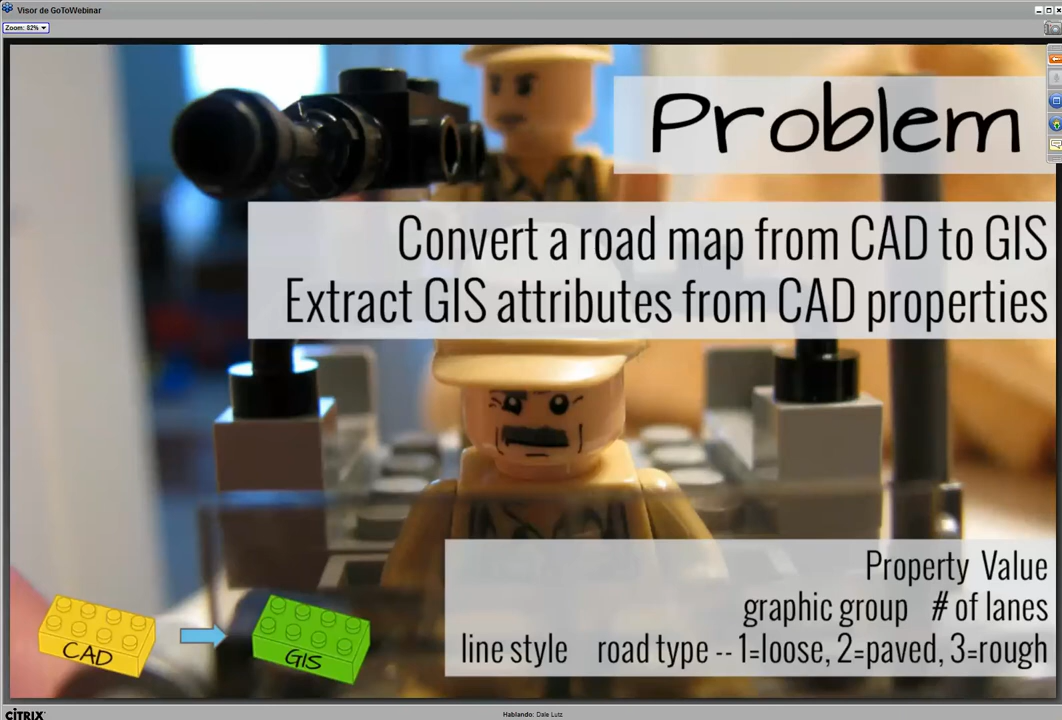 Visor de GoToWebinar
Zoom: 82%
Problem
Convert a road map from CAD to GIS
Extract GIS attributes from CAD properties
Property Value
graphic group # of lanes
line style road type -- 1=loose, 2=paved, 3=rough
CAD
GIS
CITRIX
Hablando: Dale Lutz